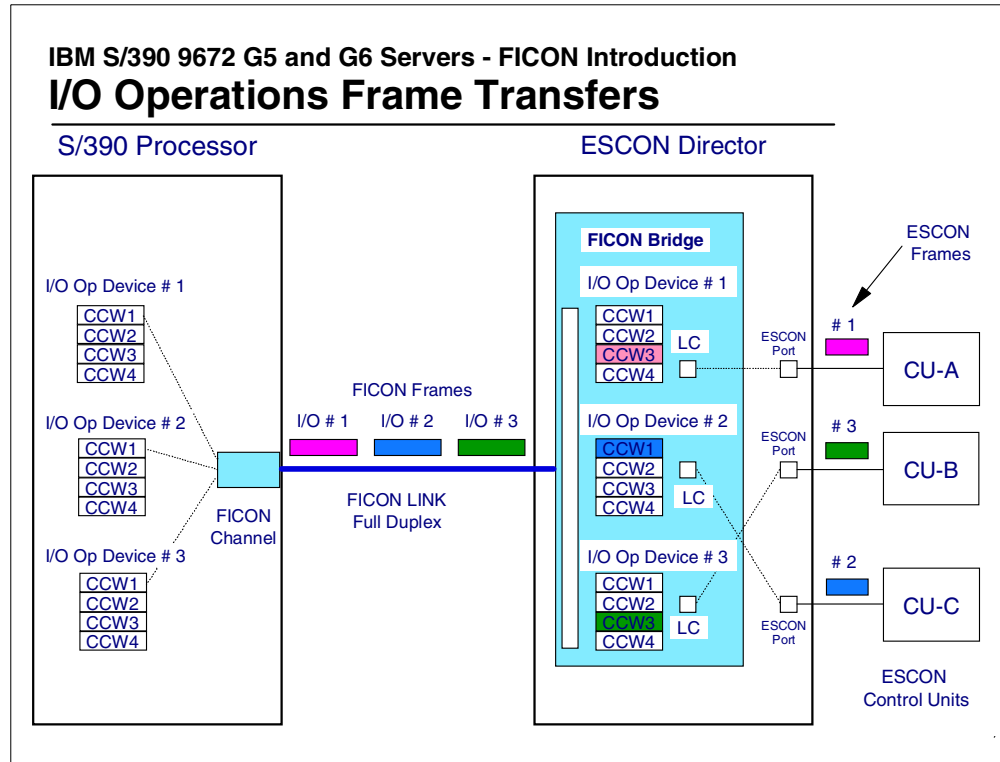 IBM S/390 9672 G5 and G6 Servers - FICON Introduction
I/O Operations Frame Transfers
S/390 Processor
ESCON Director
I/O Op Device # 1
CCW1
CCW2
CCW3
CCW4
I/O Op Device # 2
CCW1
CCW2
CCW3
CCW4
I/O Op Device # 3
CCW1
CCW2
CCW3
CCW4
FICON
Channel
FICON Frames
I/O # 1
I/O # 2
I/O # 3
FICON LINK
Full Duplex
FICON Bridge
I/O Op Device # 1
CCW1
CCW2
CCW3
CCW4
LC
I/O Op Device # 2
CCW1
CCW2
CCW3
CCW4
LC
I/O Op Device # 3
CCW1
CCW2
CCW3
CCW4
LC
ESCON
Port
ESCON
Port
ESCON
Port
ESCON
Frames
# 1
CU-A
# 3
CU-B
# 2
CU-C
ESCON
Control Units